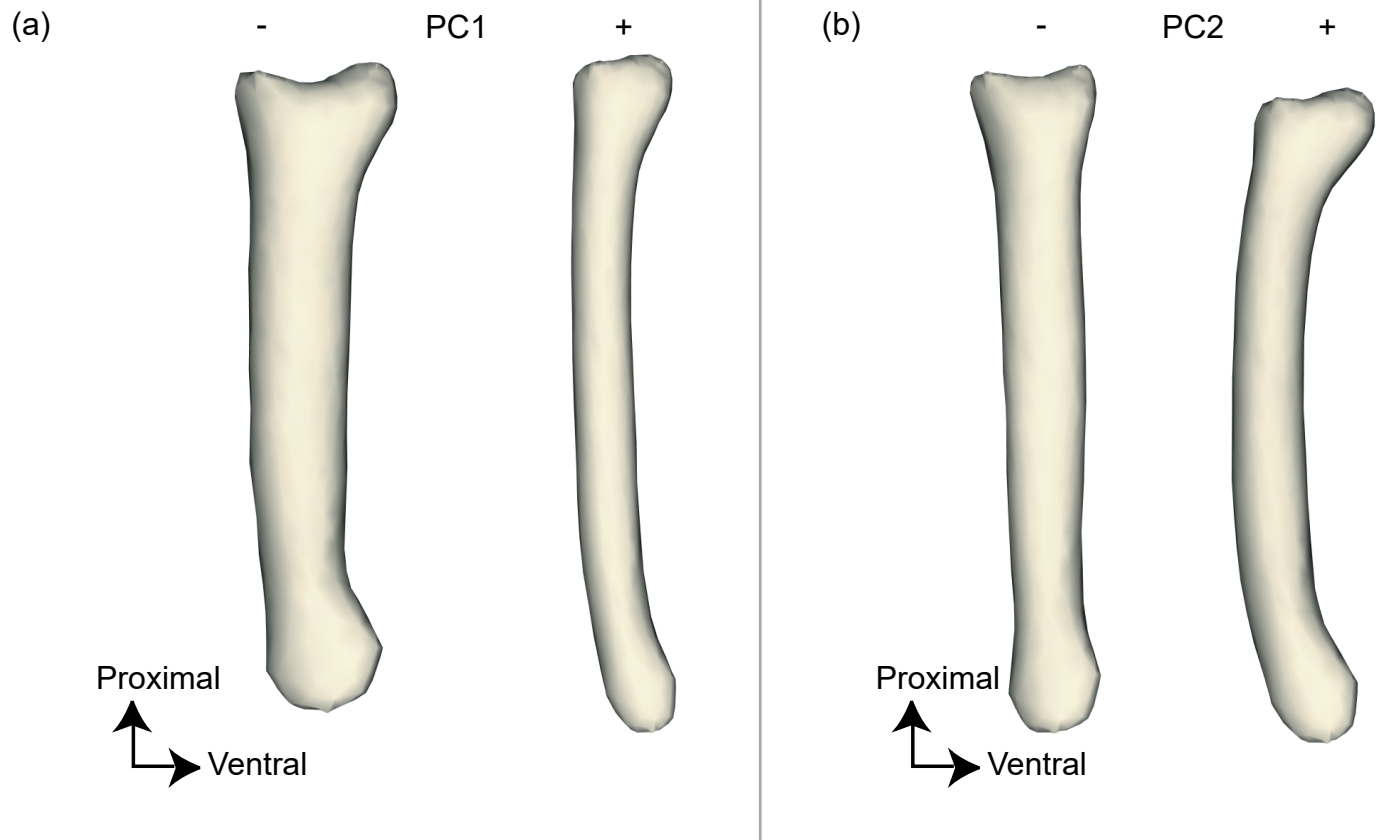 (a) - PC1 +
(b) - PC2 +
Proximal
Ventral
Proximal
Ventral